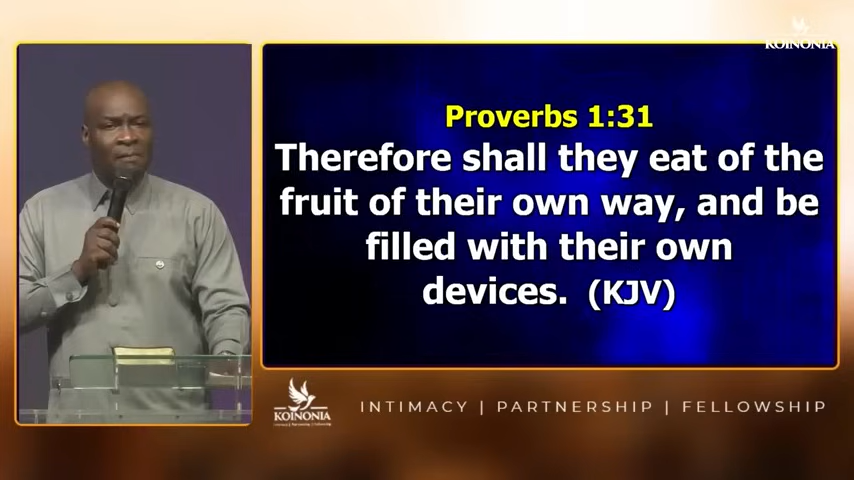 KOINONIA
Proverbs 1:31
Therefore shall they eat of the
fruit of their own way, and be
filled with their own
devices. (KJV)
KOINONIA
INTIMACY | PARTNERSHIP | FELLOWSHIP